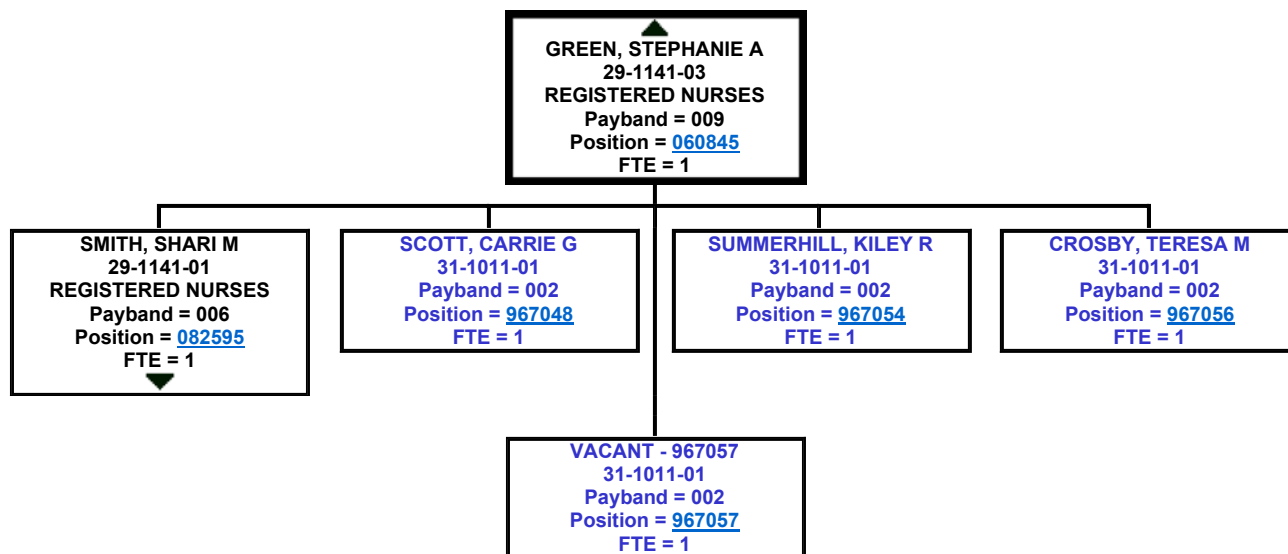 GREEN, STEPHANIE A
29-1141-03
REGISTERED NURSES
Payband = 009
Position = 060845
FTE = 1
SMITH, SHARI M
29-1141-01
REGISTERED NURSES
Payband = 006
Position = 082595
FTE = 1
SCOTT, CARRIE G
31-1011-01
Payband = 002
Position = 967048
FTE = 1
SUMMERHILL, KILEY R
31-1011-01
Payband = 002
Position = 967054
FTE = 1
CROSBY, TERESA M
31-1011-01
Payband = 002
Position = 967056
FTE = 1
VACANT - 967057
31-1011-01
Payband = 002
Position = 967057
FTE = 1